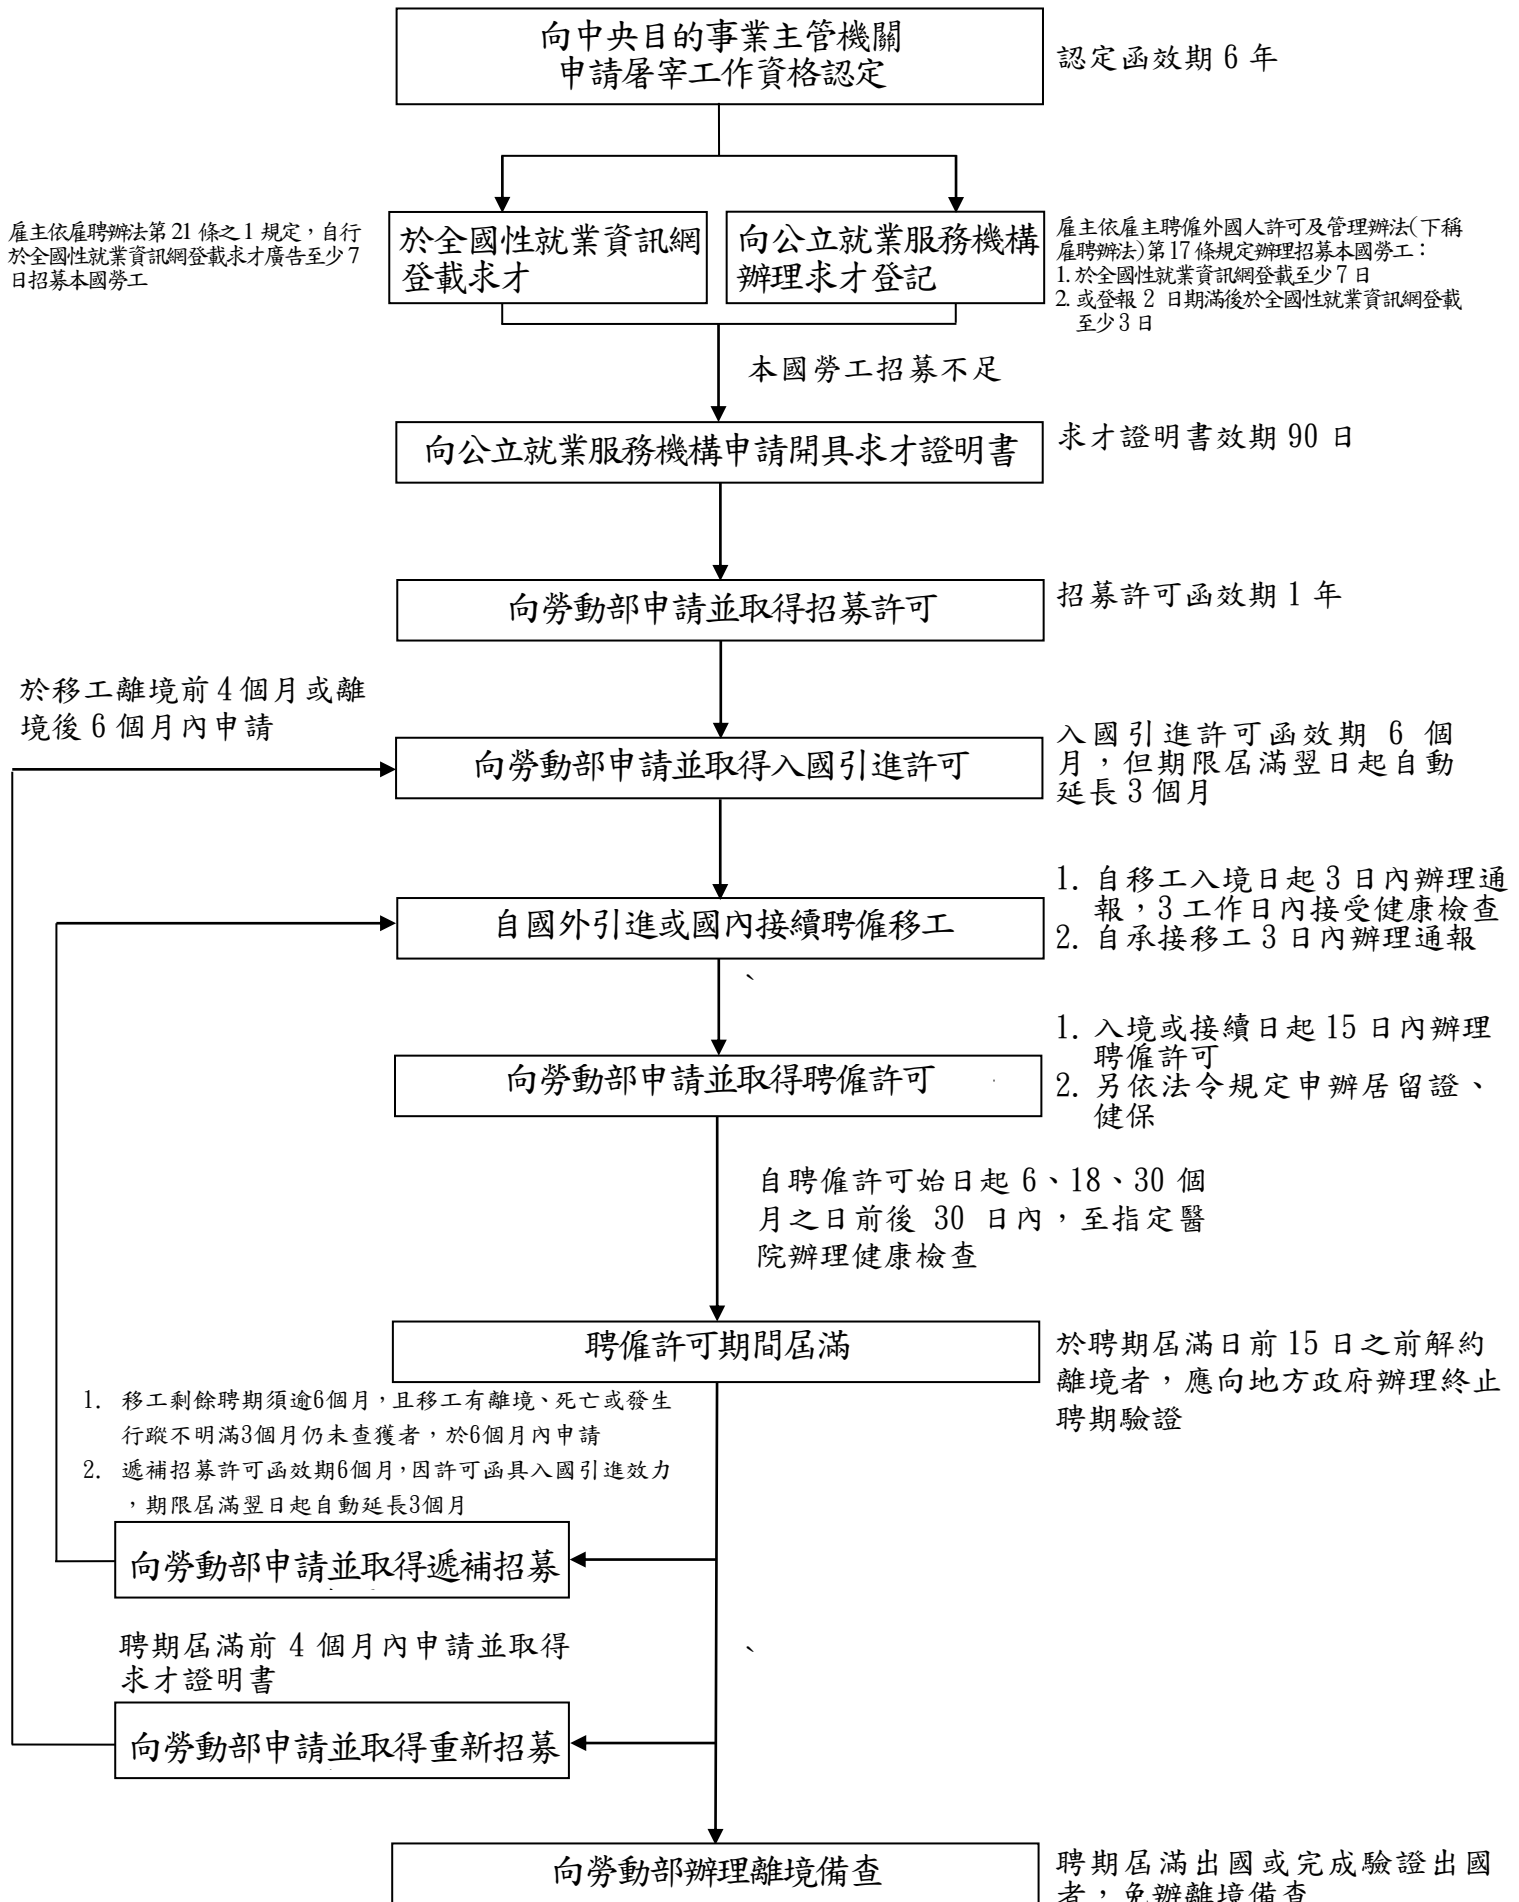 向中央目的事業主管機關
申請屠宰工作資格認定
認定函效期 6 年
雇主依雇聘辦法第 21 條之 1 規定，自行
於全國性就業資訊網登載求才廣告至少 7
日招募本國勞工
於全國性就業資訊網
登載求才
向公立就業服務機構
辦理求才登記
雇主依雇主聘僱外國人許可及管理辦法(下稱
雇聘辦法)第 17 條規定辦理招募本國勞工：
1. 於全國性就業資訊網登載至少 7 日
2. 或登報 2 日期滿後於全國性就業資訊網登載
至少 3 日
本國勞工招募不足
向公立就業服務機構申請開具求才證明書
求才證明書效期 90 日
向勞動部申請並取得招募許可
招募許可函效期 1 年
於移工離境前 4 個月或離
境後 6 個月內申請
向勞動部申請並取得入國引進許可
入國引進許可函效期 6 個
月，但期限屆滿翌日起自動
延長 3 個月
自國外引進或國內接續聘僱移工
1. 自移工入境日起 3 日內辦理通
報，3 工作日內接受健康檢查
2. 自承接移工 3 日內辦理通報
、
向勞動部申請並取得聘僱許可
1. 入境或接續日起 15 日內辦理
聘僱許可
2. 另依法令規定申辦居留證、
健保
自聘僱許可始日起 6、18、30 個
月之日前後 30 日內，至指定醫
院辦理健康檢查
聘僱許可期間屆滿
於聘期屆滿日前 15 日之前解約
離境者，應向地方政府辦理終止
聘期驗證
1. 移工剩餘聘期須逾6個月，且移工有離境、死亡或發生
行蹤不明滿3個月仍未查獲者，於6個月內申請
2. 遞補招募許可函效期6個月，因許可函具入國引進效力
，期限屆滿翌日起自動延長3個月
向勞動部申請並取得遞補招募
聘期屆滿前 4 個月內申請並取得
求才證明書
、
向勞動部申請並取得重新招募
向勞動部辦理離境備查
聘期屆滿出國或完成驗證出國
者，免辦離境備查